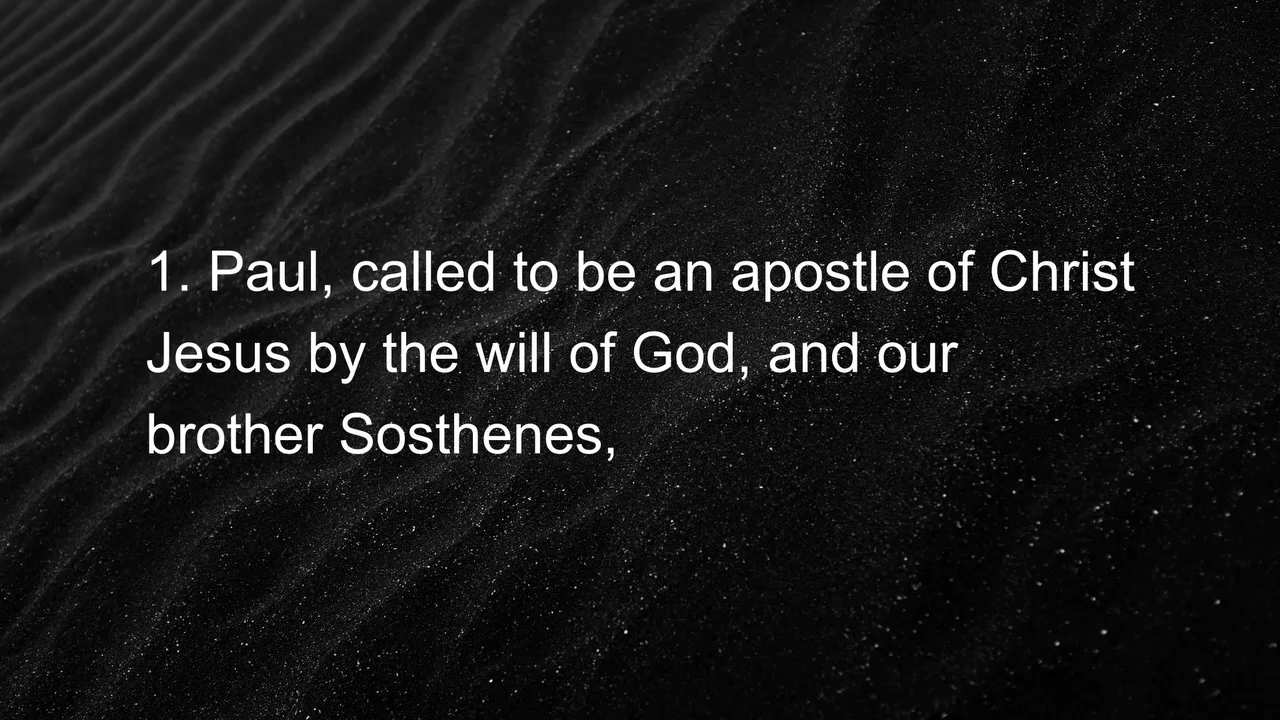 1. Paul, called to be an apostle of Christ
Jesus by the will of God, and our
brother Sosthenes,